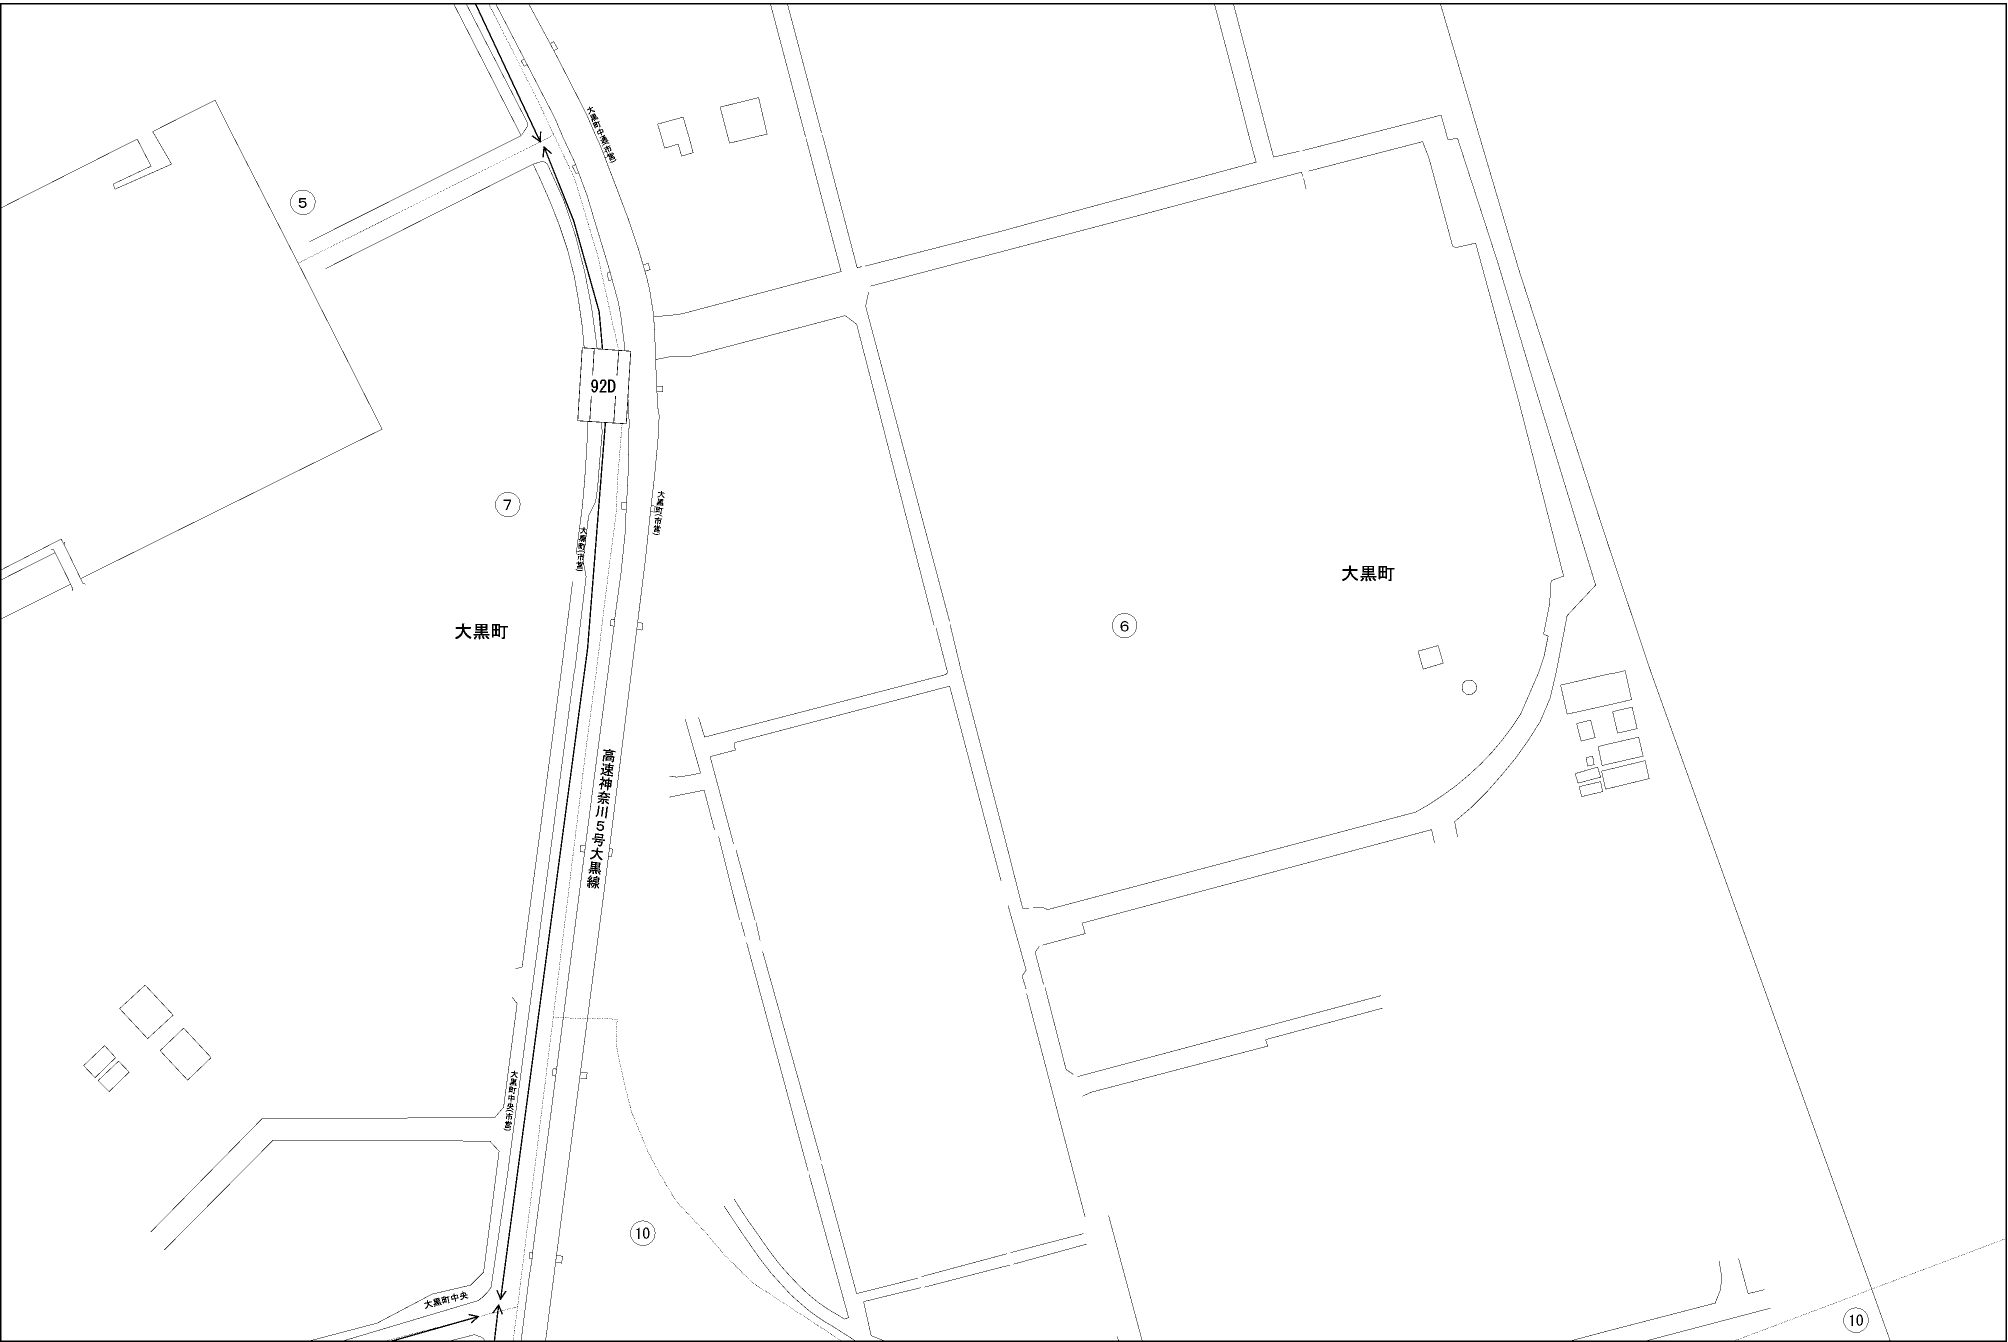 大黒町中通(市営)
⑤
92D
⑦
大黒町(市営)
大黒町(市営)
大黒町
大黒町
⑥
高速神奈川5号大黒線
大黒町中央(市営)
⑩
大黒町中央
⑩